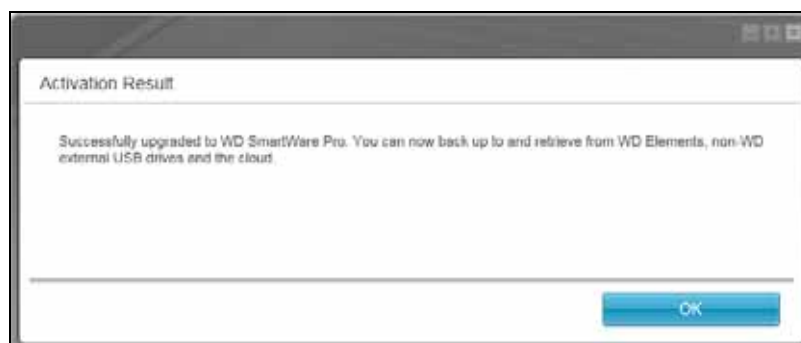 Activation Result
Successfully upgraded to WD SmartWare Pro. You can now back up to and retrieve from WD Elements, non-WD
external USB drives and the cloud.
OK